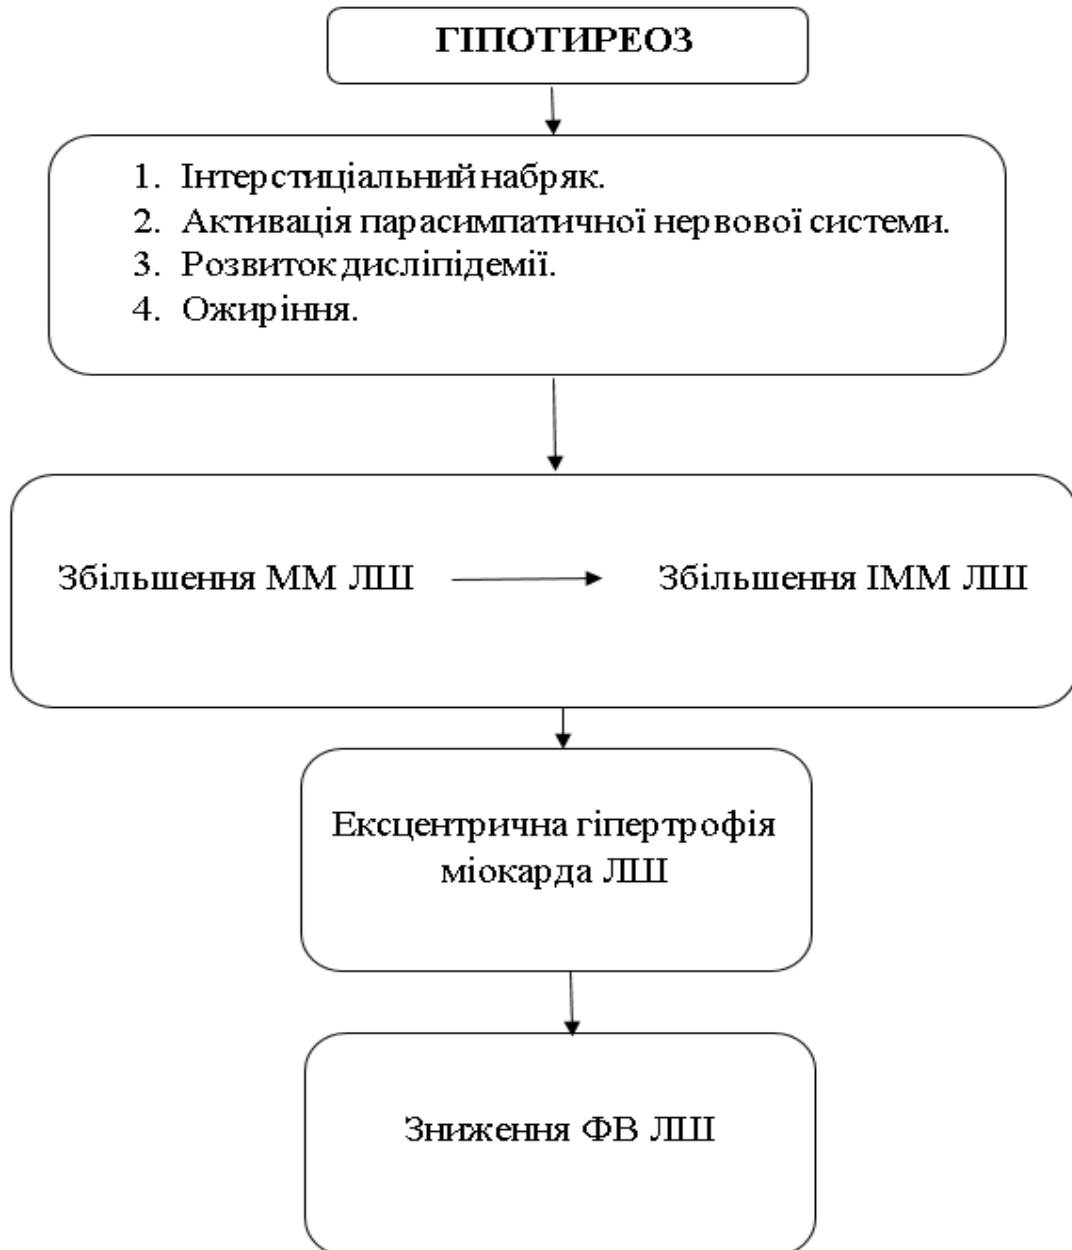 ГІПОТИРЕОЗ
1. Інтерстиціальний набряк.
2. Активація парасимпатичної нервової системи.
3. Розвиток дисліпідемії.
4. Ожиріння.
Збільшення ММ ЛШ
Збільшення ІММ ЛШ
Ексцентрична гіпертрофія
міокарда ЛШ
Зниження ФВ ЛШ